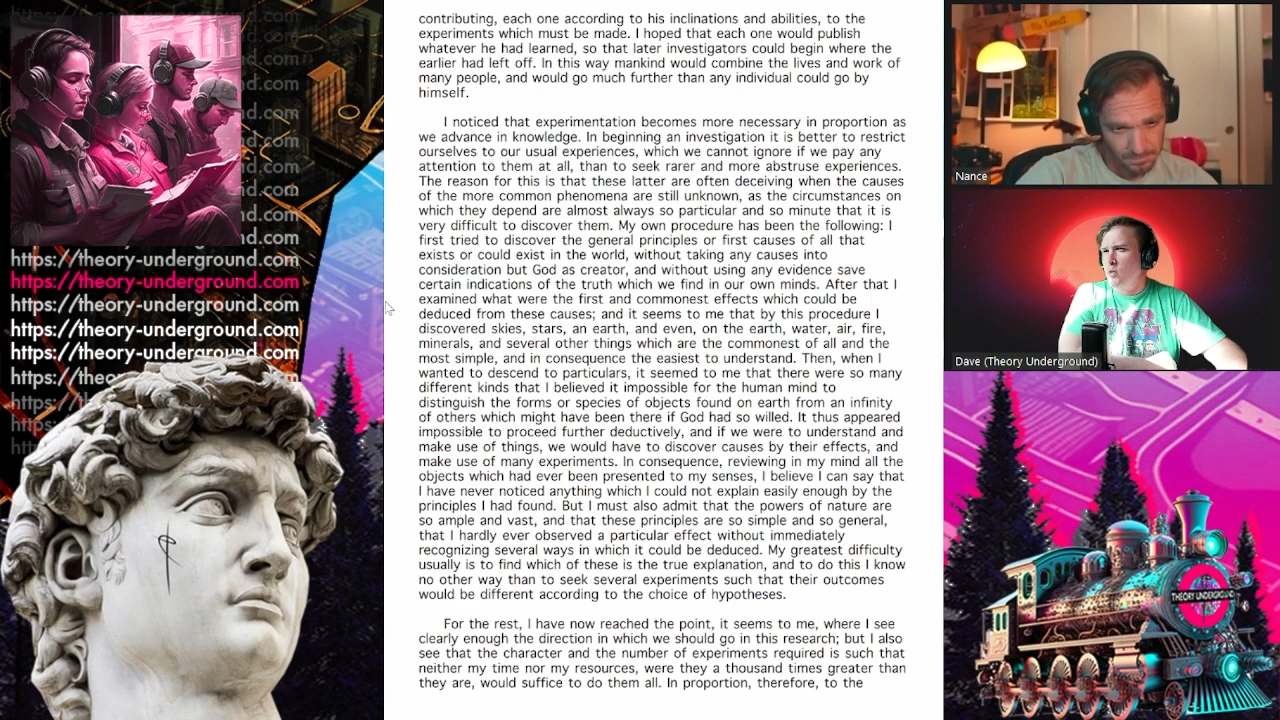 https://theory-underground.com
https://theory-underground.com
https://theory-underground.com
https://theory-underground.com
https://theory-underground.com
contributing, each one according to his inclinations and abilities, to the
experiments which must be made. I hoped that each one would publish
whatever he had learned, so that later investigators could begin where the
earlier had left off. In this way mankind would combine the lives and work of
many people, and would go much further than any individual could go by
himself.
I noticed that experimentation becomes more necessary in proportion as
we advance in knowledge. In beginning an investigation it is better to restrict
ourselves to our usual experiences, which we cannot ignore if we pay any
attention to them at all, than to seek rarer and more abstruse experiences.
The reason for this is that these latter are often deceiving when the causes
of the more common phenomena are still unknown, as the circumstances on
which they depend are almost always so particular and so minute that it is
very difficult to discover them. My own procedure has been the following: I
first tried to discover the general principles or first causes of all that
exists or could exist in the world, without taking any causes into
consideration but God as creator, and without using any evidence save
certain indications of the truth which we find in our own minds. After that I
examined what were the first and commonest effects which could be
deduced from these causes; and it seems to me that by this procedure I
discovered skies, stars, an earth, and even, on the earth, water, air, fire,
minerals, and several other things which are the commonest of all and the
most simple, and in consequence the easiest to understand. Then, when I
wanted to descend to particulars, it seemed to me that there were so many
different kinds that I believed it impossible for the human mind to
distinguish the forms or species of objects found on earth from an infinity
of others which might have been there if God had so willed. It thus appeared
impossible to proceed further deductively, and if we were to understand and
make use of things, we would have to discover causes by their effects, and
make use of many experiments. In consequence, reviewing in my mind all the
objects which had ever been presented to my senses, I believe I can say that
I have never noticed anything which I could not explain easily enough by the
principles I had found. But I must also admit that the powers of nature are
so ample and vast, and that these principles are so simple and so general,
that I hardly ever observed a particular effect without immediately
recognizing several ways in which it could be deduced. My greatest difficulty
usually is to find which of these is the true explanation, and to do this I know
no other way than to seek several experiments such that their outcomes
would be different according to the choice of hypotheses.
For the rest, I have now reached the point, it seems to me, where I see
clearly enough the direction in which we should go in this research; but I also
see that the character and the number of experiments required is such that
neither my time nor my resources, were they a thousand times greater than
they are, would suffice to do them all. In proportion, therefore, to the
Nance
Dave (Theory Underground)
THEORY UNDERGROUND